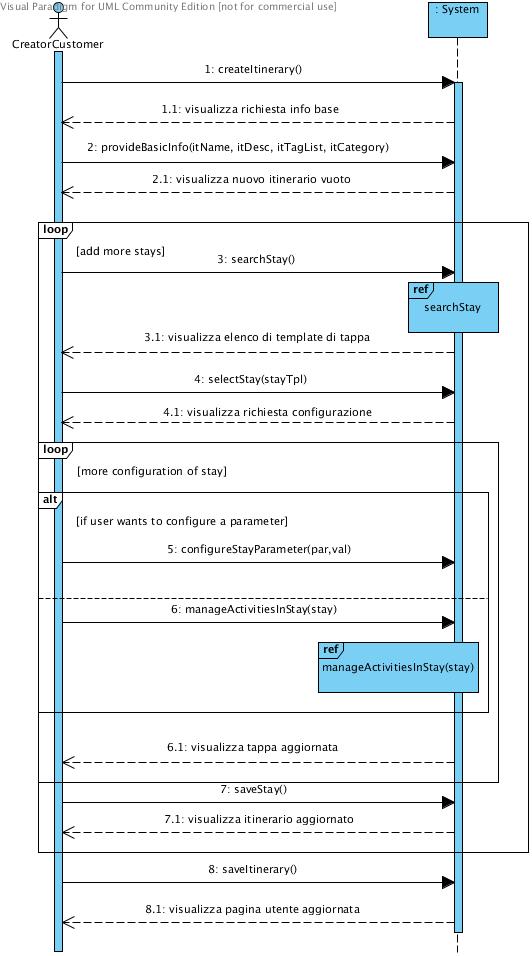 Visual Paradigm for UML Community Edition [not for commercial use]
: System
CreatorCustomer
1: createItinerary()
1.1: visualizza richiesta info base
2: provideBasicInfo(itName, itDesc, itTagList, itCategory)
2.1: visualizza nuovo itinerario vuoto
loop
[add more stays]
3: searchStay()
ref
searchStay
3.1: visualizza elenco di template di tappa
4: selectStay(stayTpl)
4.1: visualizza richiesta configurazione
loop
[more configuration of stay]
alt
[if user wants to configure a parameter]
5: configureStayParameter(par,val)
6: manageActivitiesInStay(stay)
ref
manageActivitiesInStay(stay)
6.1: visualizza tappa aggiornata
7: saveStay()
7.1: visualizza itinerario aggiornato
8: saveItinerary()
8.1: visualizza pagina utente aggiornata